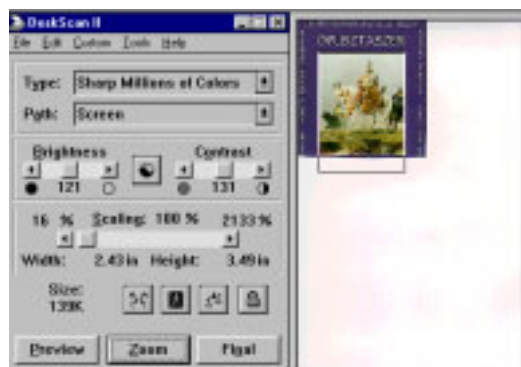 DeskScan II
File Edit Custom Tools Help
Type: Sharp Millions of Colors
Path: Screen
Brightness Contrast
121 131
16 % Scaling: 100 % 2133 %
Width: 2.43 in Height: 3.49 in
Size:
139K
Preview Zoom Final